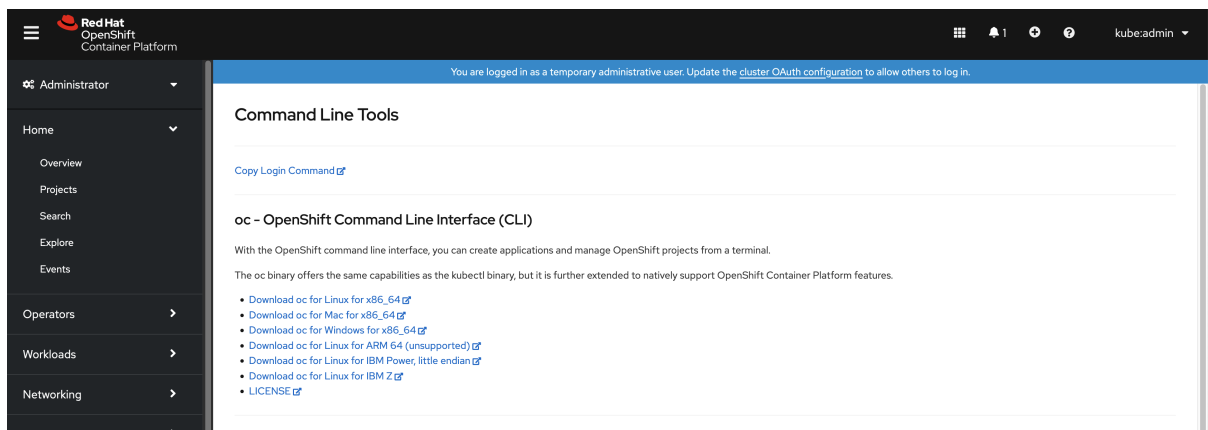 Red Hat
OpenShift
Container Platform
1
kube:admin
Administrator
You are logged in as a temporary administrative user. Update the cluster OAuth configuration to allow others to log in.
Home
Overview
Projects
Search
Explore
Events
Operators
Workloads
Networking
Command Line Tools
Copy Login Command
oc - OpenShift Command Line Interface (CLI)
With the OpenShift command line interface, you can create applications and manage OpenShift projects from a terminal.
The oc binary offers the same capabilities as the kubectl binary, but it is further extended to natively support OpenShift Container Platform features.
• Download oc for Linux for x86_64
• Download oc for Mac for x86_64
• Download oc for Windows for x86_64
• Download oc for Linux for ARM 64 (unsupported)
• Download oc for Linux for IBM Power, little endian
• Download oc for Linux for IBM Z
• LICENSE